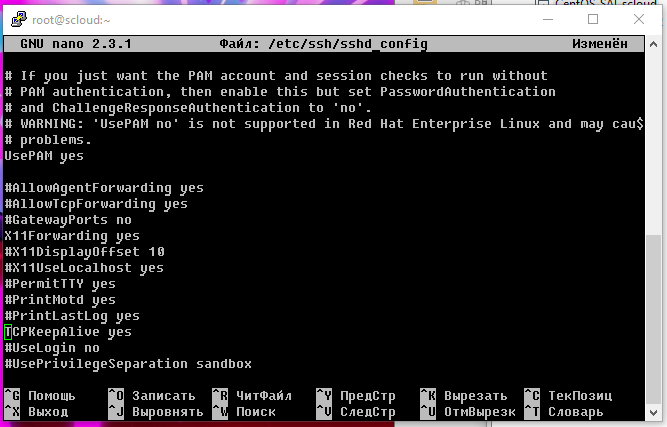 CentOS SAI scloud
root@scloud:~
GNU nano 2.3.1 Файл: /etc/ssh/sshd_config Изменён
# If you just want the PAM account and session checks to run without
# PAM authentication, then enable this but set PasswordAuthentication
# and ChallengeResponseAuthentication to 'no'.
# WARNING: 'UsePAM no' is not supported in Red Hat Enterprise Linux and may cau$
# problems.
UsePAM yes
#AllowAgentForwarding yes
#AllowTcpForwarding yes
#GatewayPorts no
X11Forwarding yes
#X11DisplayOffset 10
#X11UseLocalhost yes
#PermitTTY yes
#PrintMotd yes
#PrintLastLog yes
TCPKeepAlive yes
#UseLogin no
#UsePrivilegeSeparation sandbox
^G Помощь ^O Записать ^R ЧитФайл ^Y ПредСтр ^K Вырезать ^C ТекПозиц
^X Выход ^J Выровнять ^W Поиск ^V СледСтр ^U ОтмВырезк ^T Словарь